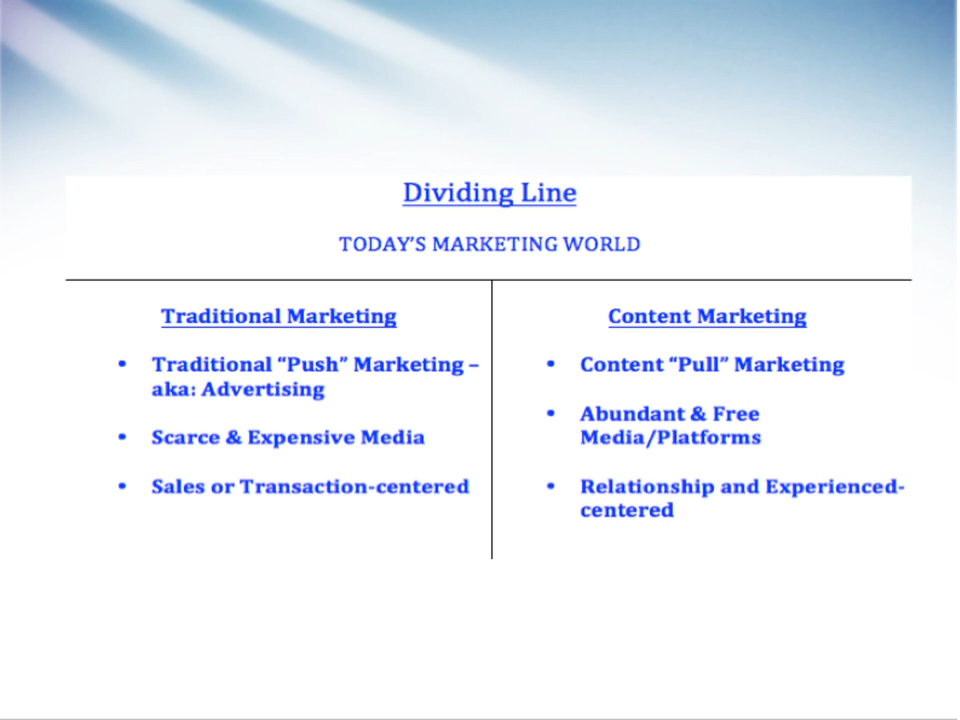 Dividing Line
TODAY'S MARKETING WORLD
Traditional Marketing
• Traditional “Push” Marketing –
aka: Advertising
• Scarce & Expensive Media
• Sales or Transaction-centered
Content Marketing
• Content “Pull” Marketing
• Abundant & Free
Media/Platforms
• Relationship and Experienced-
centered